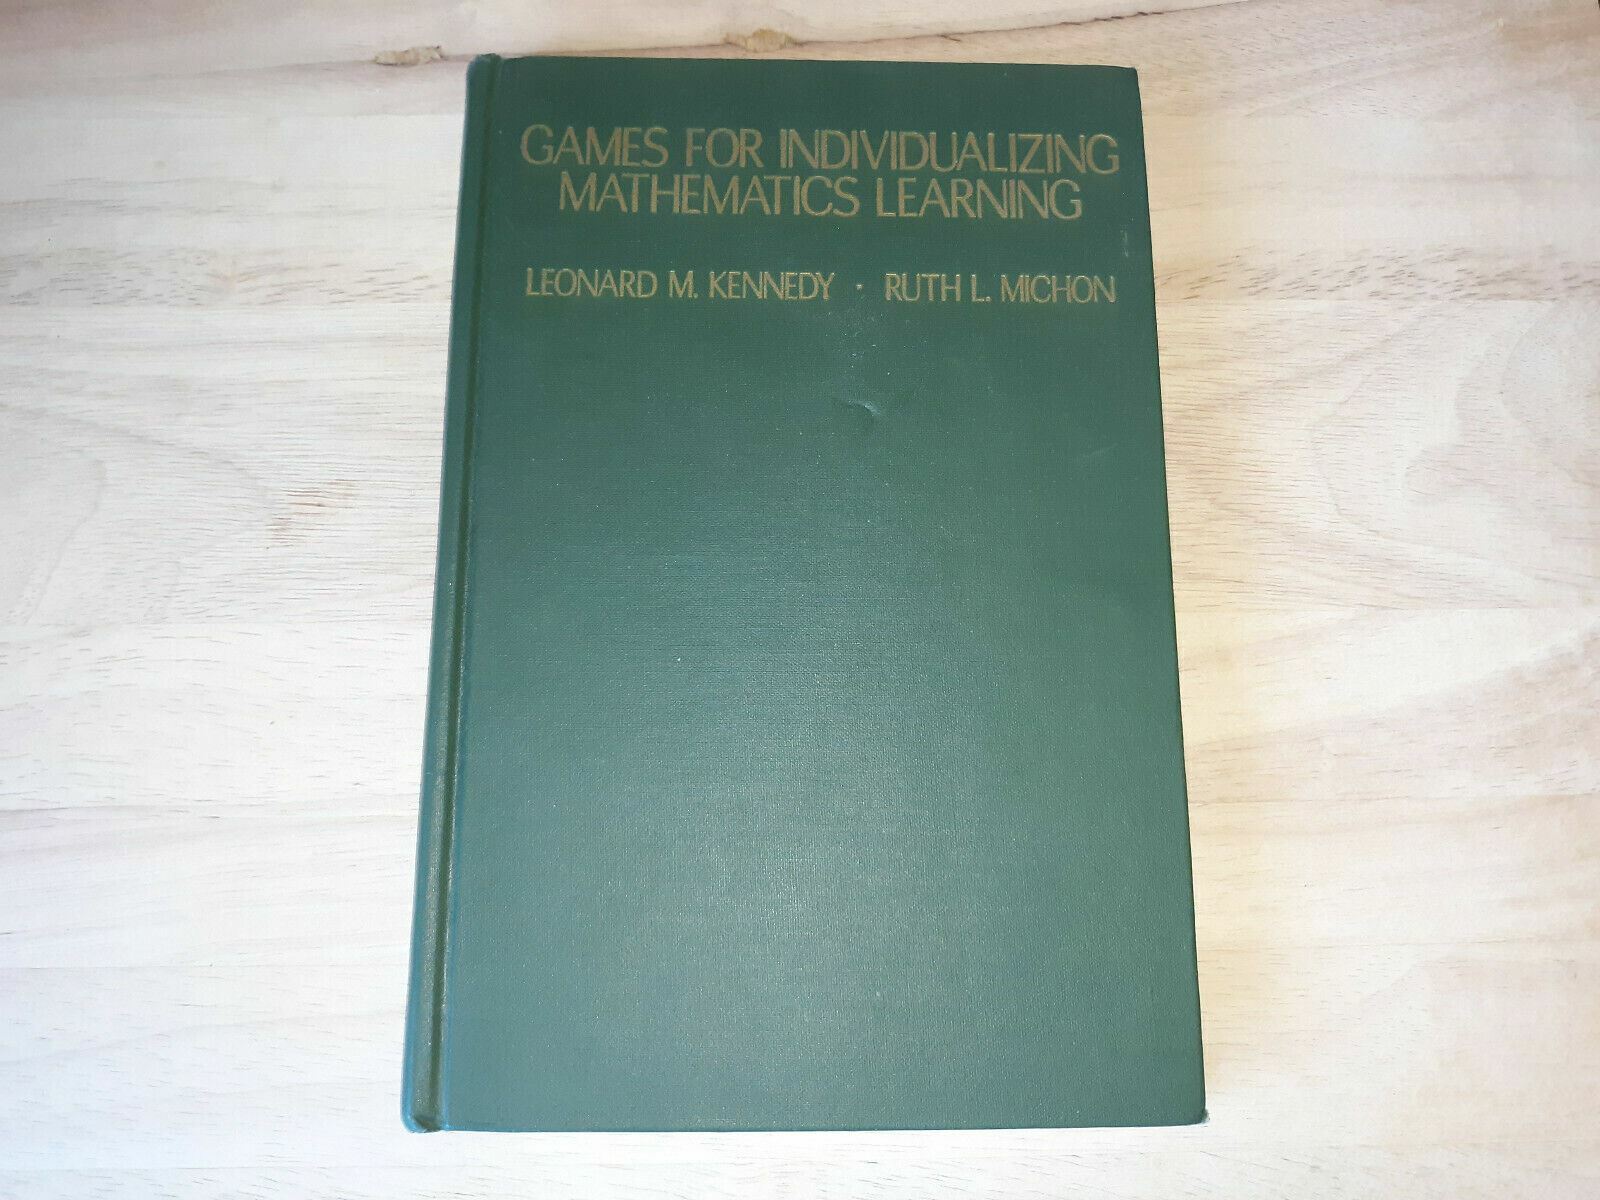 GAMES FOR INDIVIDUALIZING
MATHEMATICS LEARNING
LEONARD M. KENNEDY · RUTH L. MICHON